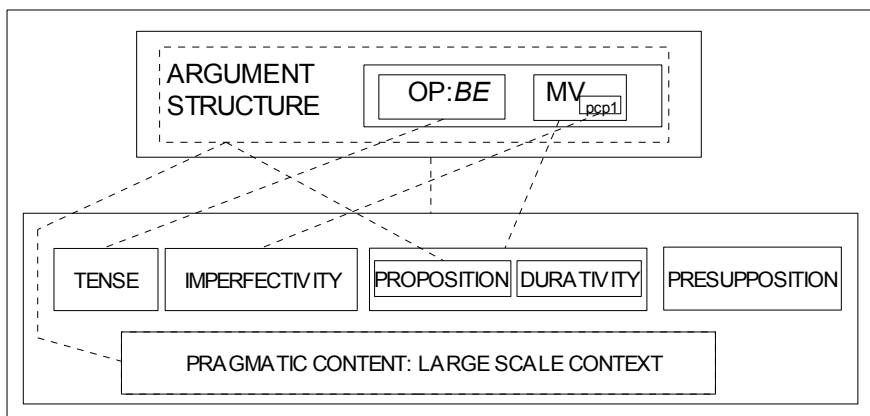 ARGUMENT
STRUCTURE
OP:BE
MV
pcp1
TENSE
IMPERFECTIVITY
PROPOSITION
DURATIVITY
PRESUPPOSITION
PRAGMATIC CONTENT: LARGE SCALE CONTEXT